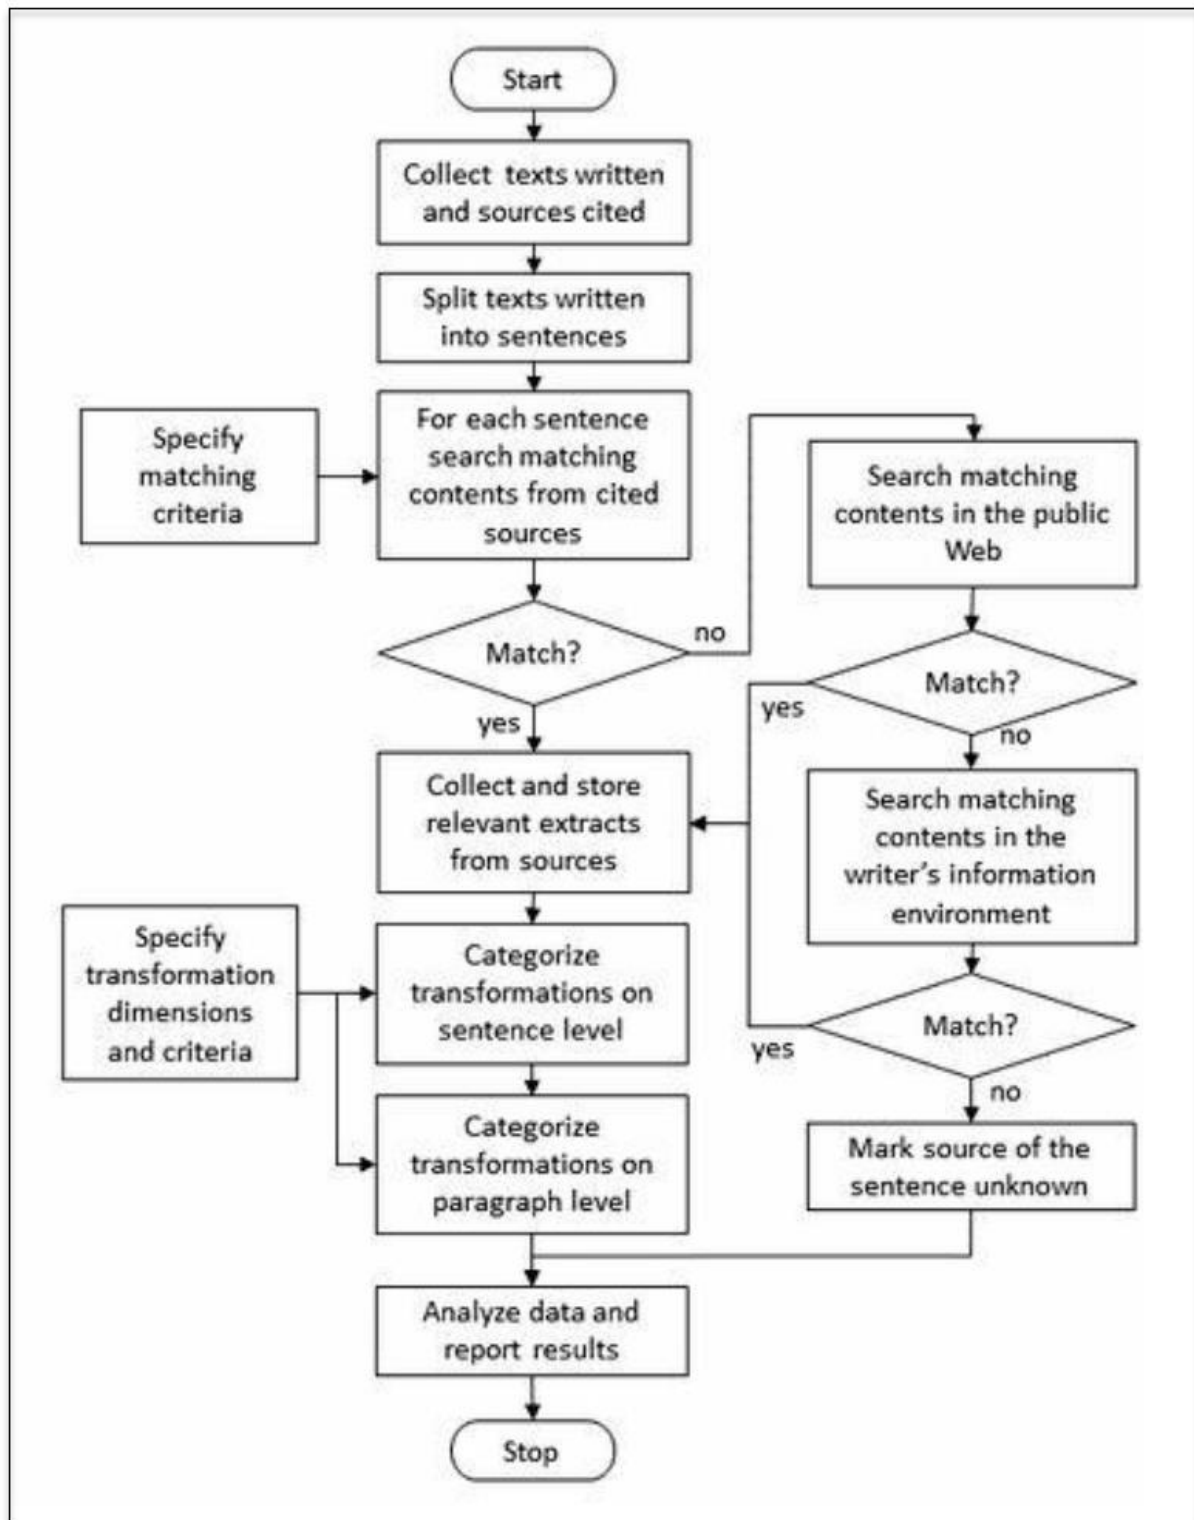 Start
Collect texts written
and sources cited
Split texts written
into sentences
For each sentence
search matching
contents from cited
sources
Specify
matching
criteria
Match?
no
yes
Search matching
contents in the public
Web
Match?
yes
no
Collect and store
relevant extracts
from sources
Search matching
contents in the
writer's information
environment
Match?
yes
no
Specify
transformation
dimensions
and criteria
Categorize
transformations on
sentence level
Categorize
transformations on
paragraph level
Mark source of the
sentence unknown
Analyze data and
report results
Stop